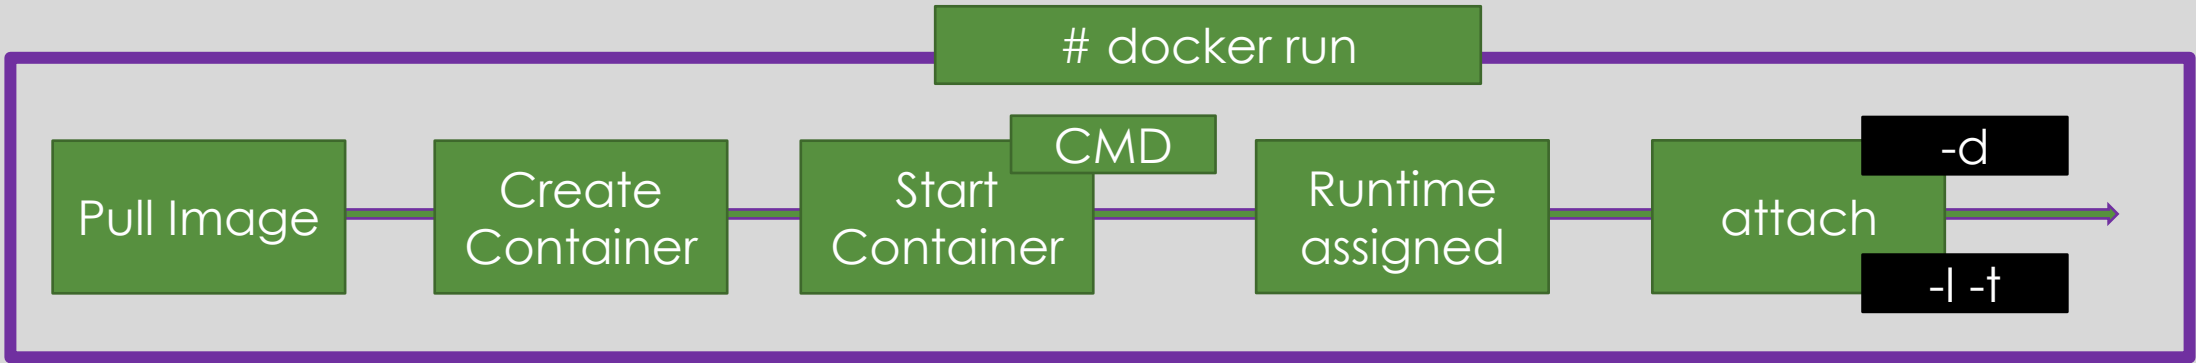 # docker run
Pull Image
Create
Container
CMD
Start
Container
Runtime
assigned
attach
-d
-I -t